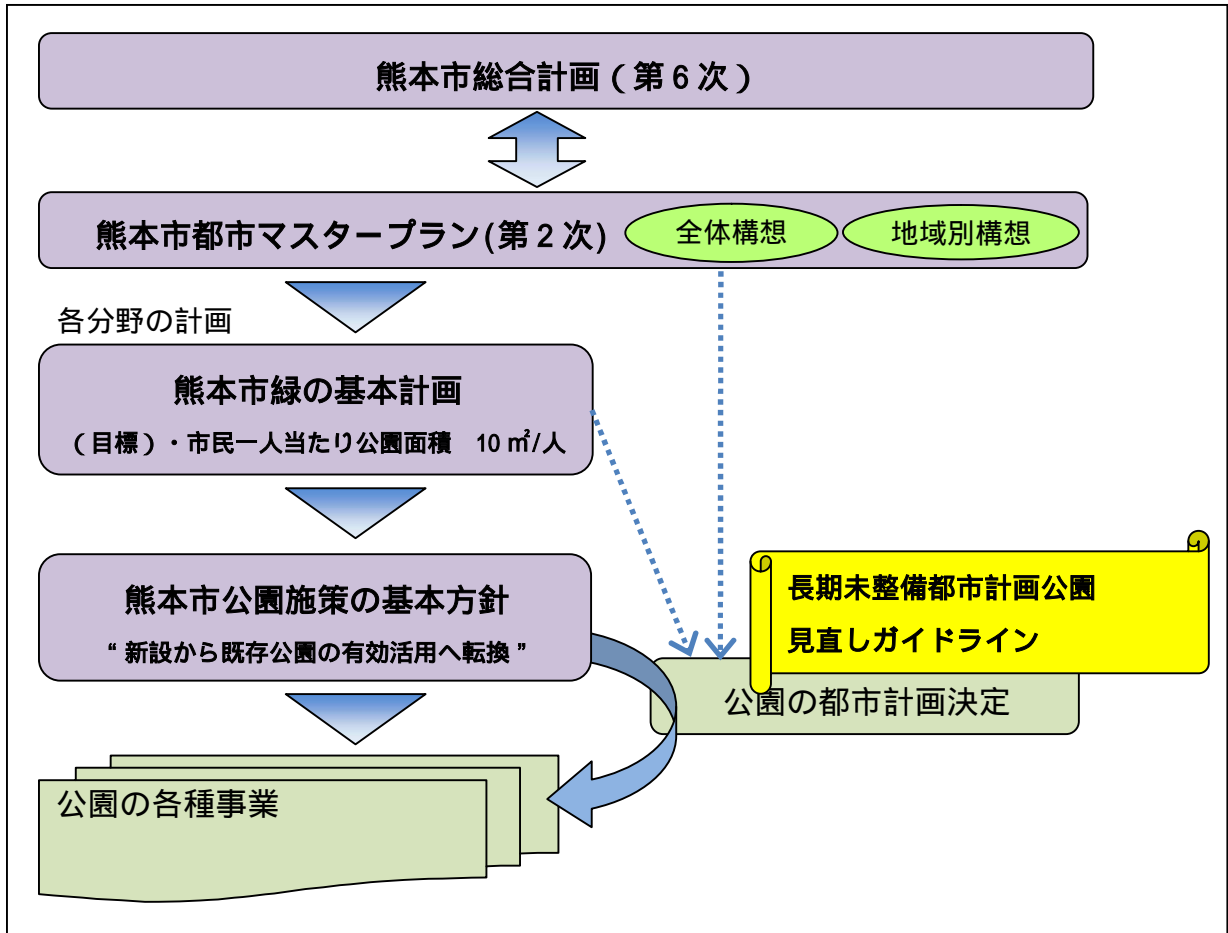 熊本市総合計画(第6次)
熊本市都市マスタープラン(第2次) 全体構想 地域別構想
各分野の計画
熊本市緑の基本計画
(目標)・市民一人当たり公園面積 10㎡/人
熊本市公園施策の基本方針
“新設から既存公園の有効活用へ転換”
長期未整備都市計画公園
見直しガイドライン
公園の都市計画決定
公園の各種事業